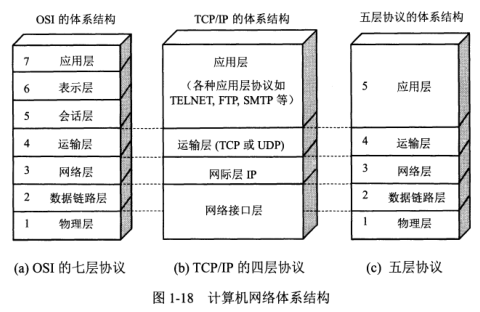 OSI 的体系结构
TCP/IP 的体系结构
五层协议的体系结构
7 应用层
6 表示层
5 会话层
4 运输层
3 网络层
2 数据链路层
1 物理层
应用层
(各种应用层协议如
TELNET, FTP, SMTP 等)
运输层 (TCP 或 UDP)
网际层 IP
网络接口层
5 应用层
4 运输层
3 网络层
2 数据链路层
1 物理层
(a) OSI 的七层协议
(b) TCP/IP 的四层协议
(c) 五层协议
图 1-18 计算机网络体系结构